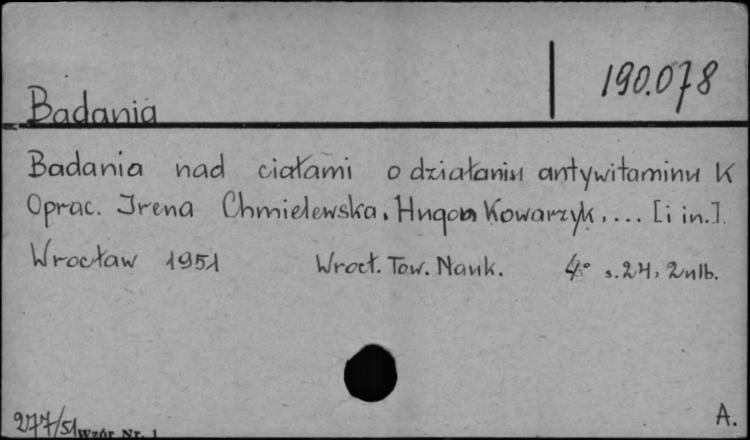 190.078
Badania
Badania nad ciałami o działaniu antywitaminu K
Oprac. Irena Chmielewska, Hugon Kowarzyk, ... [i in.].
Wrocław 1951 Wrocł. Tow. Nauk. 4° s. 24, 2 nlb.
277/51 Wzór Nr. 1 A.